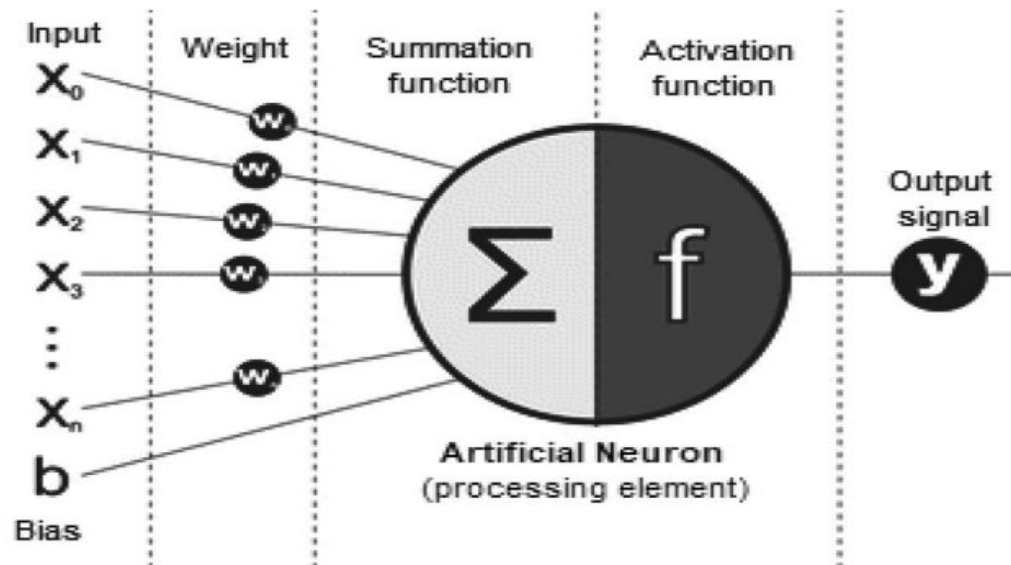 Input
Weight
Summation
function
Activation
function
X0
X1
X2
X3
⋮
Xn
b
Bias
w
w
w
w
w
Σ
f
Output
signal
y
Artificial Neuron
(processing element)